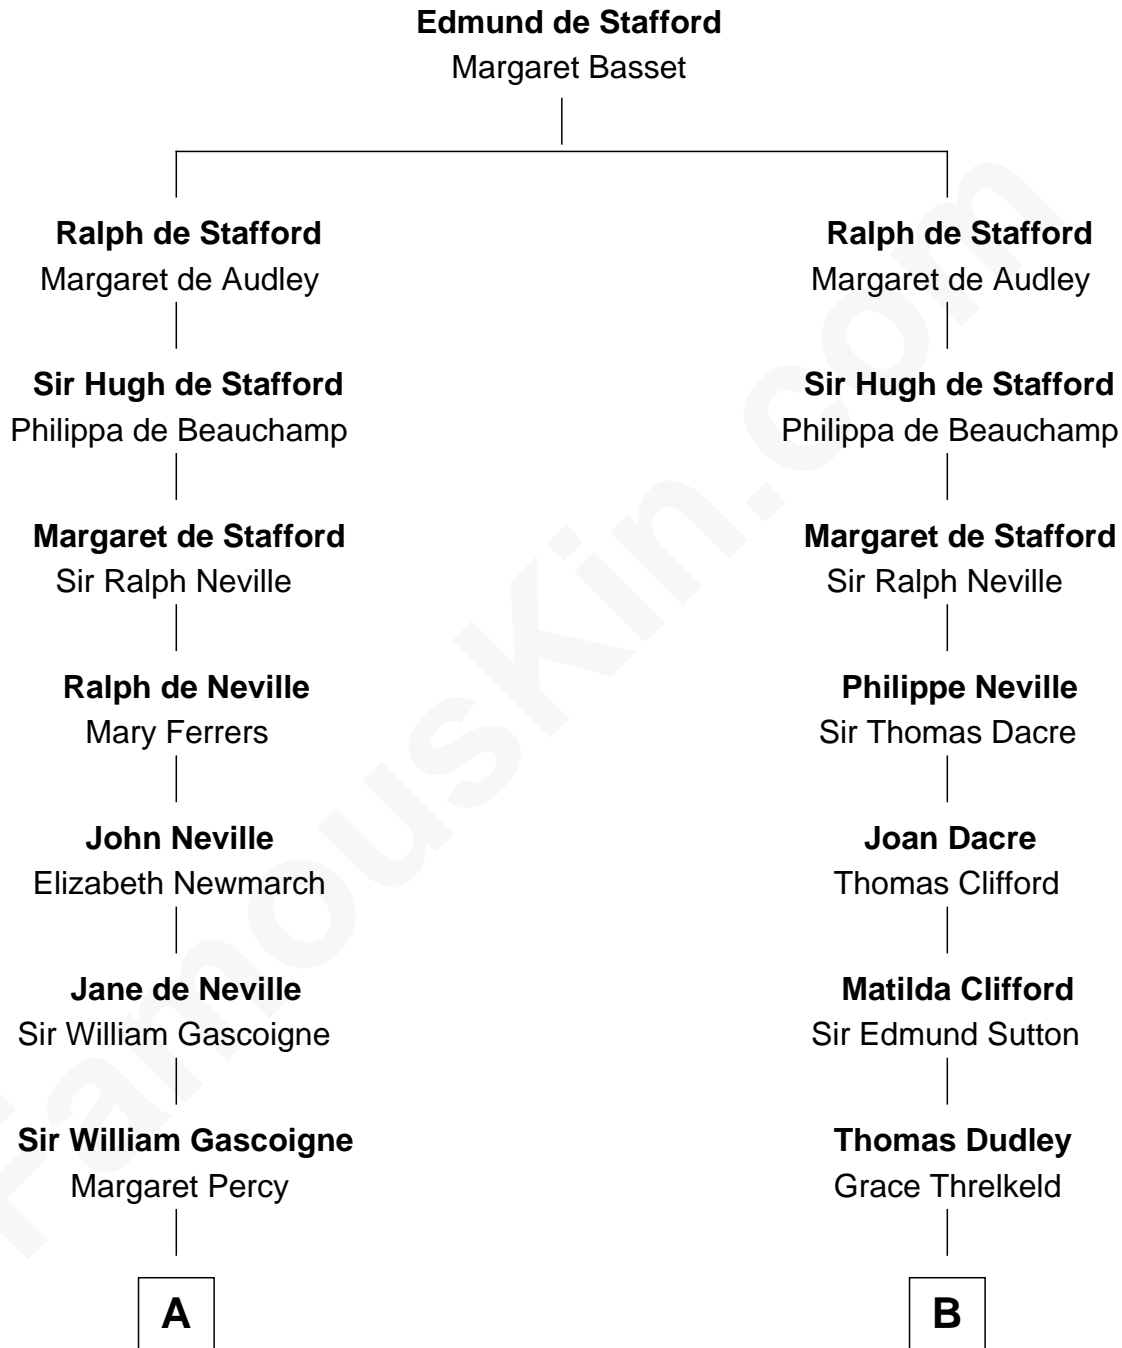 Edmund de Stafford
Margaret Basset
Ralph de Stafford
Margaret de Audley
Sir Hugh de Stafford
Philippa de Beauchamp
Margaret de Stafford
Sir Ralph Neville
Ralph de Neville
Mary Ferrers
John Neville
Elizabeth Newmarch
Jane de Neville
Sir William Gascoigne
Sir William Gascoigne
Margaret Percy
A
Ralph de Stafford
Margaret de Audley
Sir Hugh de Stafford
Philippa de Beauchamp
Margaret de Stafford
Sir Ralph Neville
Philippe Neville
Sir Thomas Dacre
Joan Dacre
Thomas Clifford
Matilda Clifford
Sir Edmund Sutton
Thomas Dudley
Grace Threlkeld
B
FamousKin.com